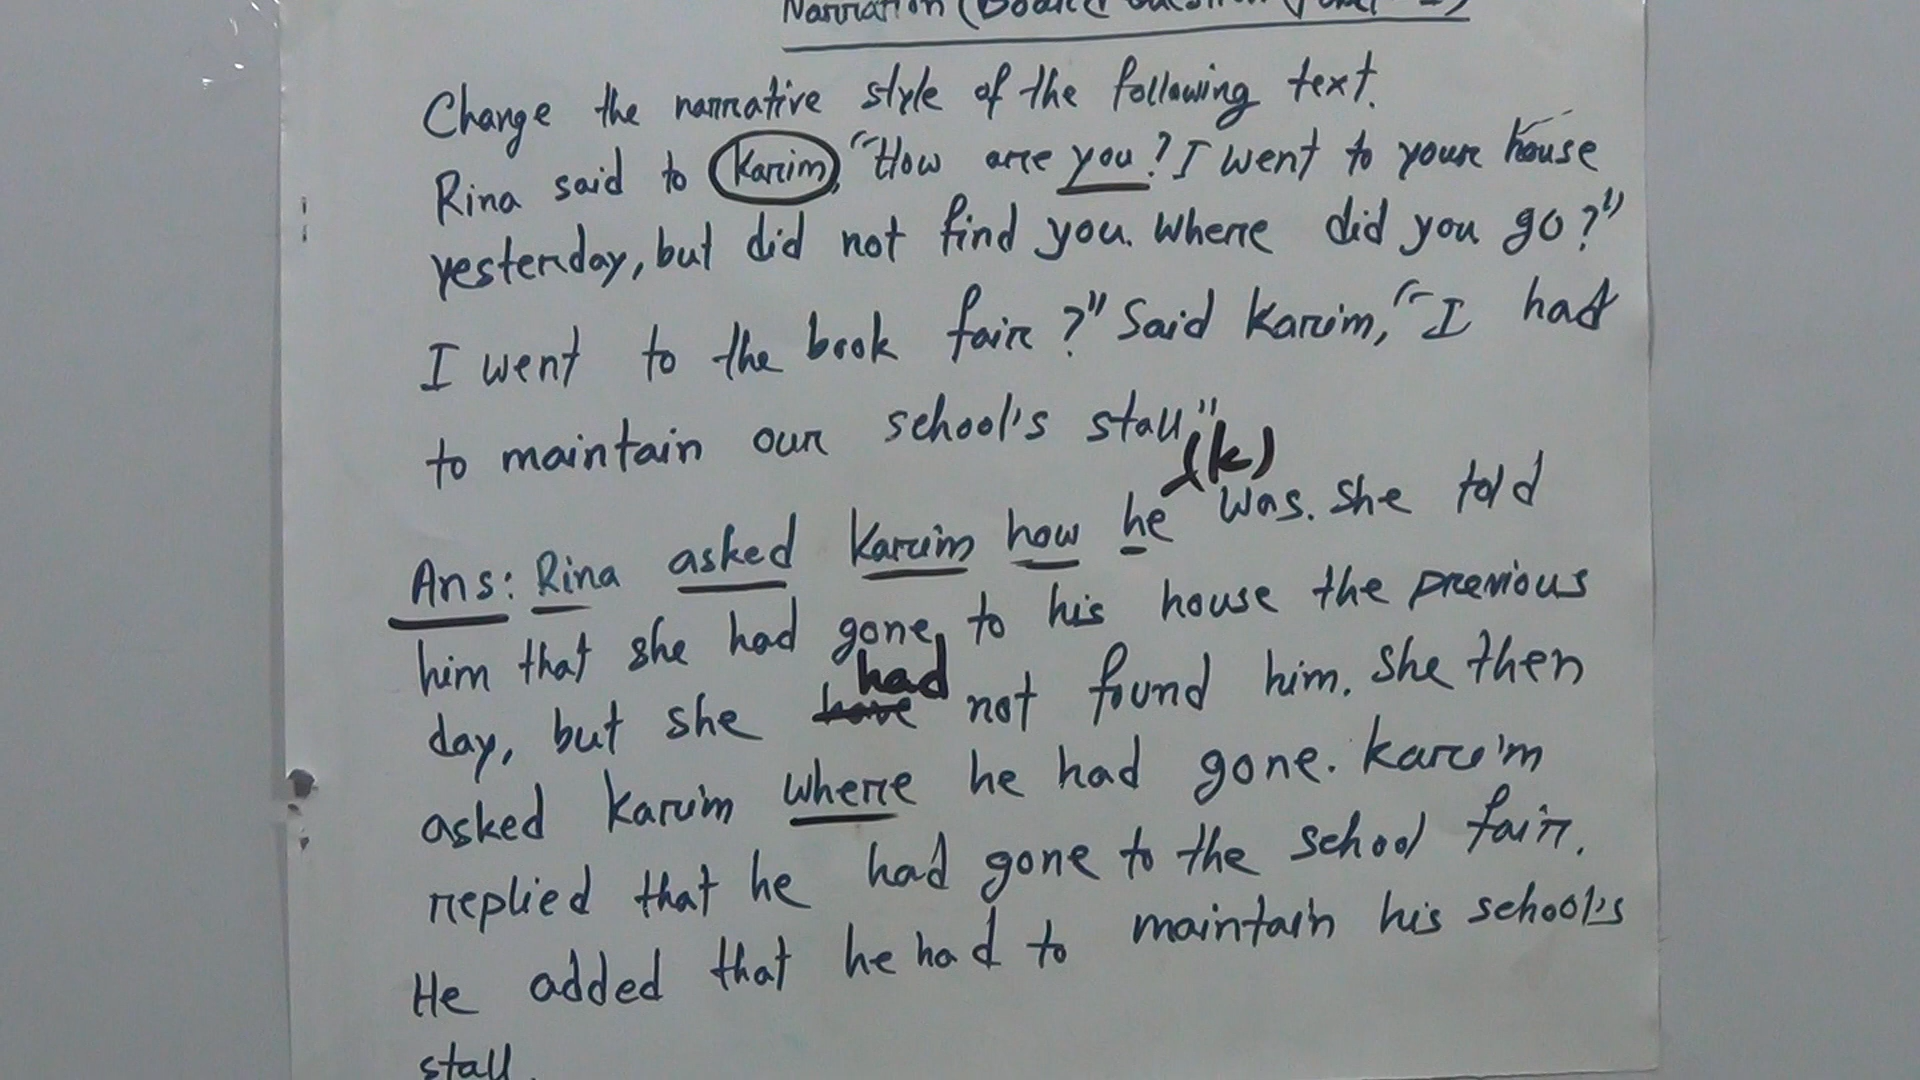 Narration (Board Question
Change the narrative style of the following text.
Rina said to Karim, "How are you? I went to your house
yesterday, but did not find you. Where did you go?"
I went to the book fair?" Said Karim, "I had
to maintain our school's stall"
(k)
Ans: Rina asked Karim how he was. She told
him that she had gone to his house the previous
had
day, but she have not found him. She then
asked Karim where he had gone. Karim
replied that he had gone to the school fair.
He added that he had to maintain his school's
stall.